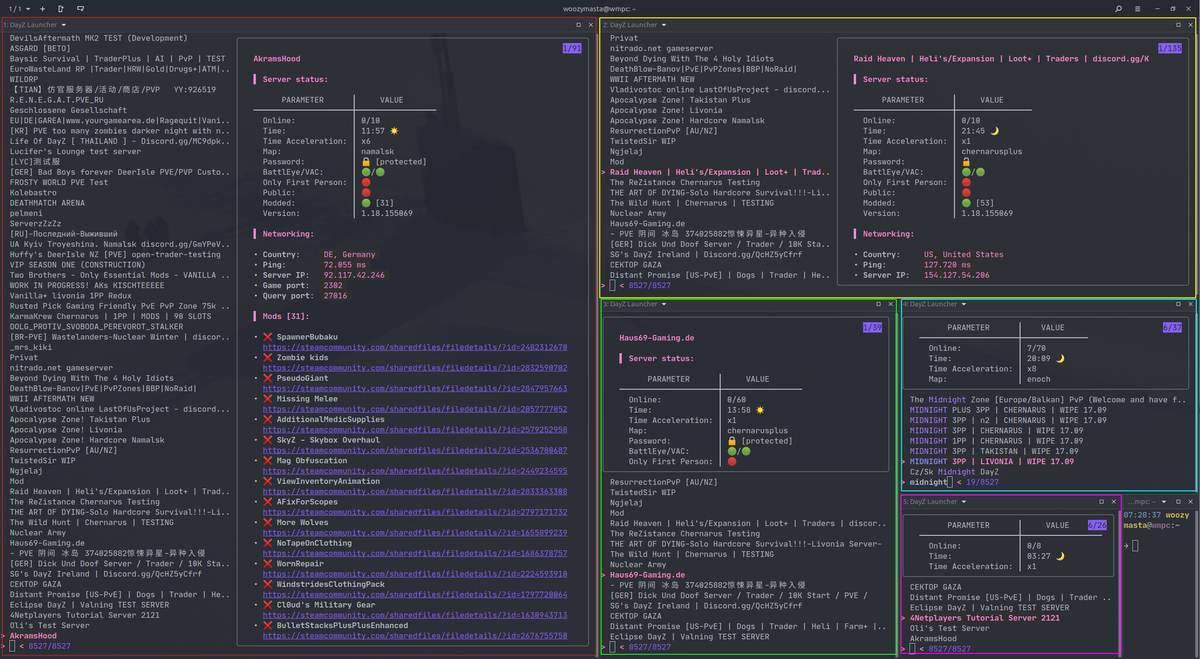 1/1
woozymasta@wmpc: ~
1: DayZ Launcher
DevilsAftermath MK2 TEST (Development)
ASGARD [BETO]
Baysic Survival | TraderPlus | AI | PvP | TEST
EuroWasteLand RP |Trader|HRW|Gold|Drugs+|ATM|..
WILDRP
【TIAN】仿官服务器/活动/商店/PVP YY:926519
R.E.N.E.G.A.T.PVE_RU
Geschlossene Gesellschaft
EU|DE|GAREA|www.yourgamearea.de|Ragequit|Vani..
[KR] PVE too many zombies darker night with n..
Life Of DayZ [ THAILAND ] - Discord.gg/MC9dpk..
Lucifer's Lounge test server
[LYC]测试服
[GER] Bad Boys forever DeerIsle PVE/PVP Custo..
FROSTY WORLD PVE Test
Kolebastro
DEATHMATCH ARENA
pelmeni
ServerzZzZz
[RU]-Последний-Выживший
UA Kyiv Troyeshina. Namalsk discord.gg/GmYPeV..
Huffy's DeerIsle NZ [PVE] open-trader-testing
VIP SEASON ONE (CONSTRUCTION)
Two Brothers - Only Essential Mods - VANILLA ..
WORK IN PROGRESS! AKs KISCHTEEEEE
Vanilla+ livonia 1PP Redux
Rusted Pick Gaming Friendly PvE PvP Zone 75k ..
KarmaKrew Chernarus | 1PP | MODS | 90 SLOTS
DOLG_PROTIV_SVOBODA_PEREVOROT_STALKER
[BR-PVE] Wastelanders-Nuclear Winter | discor..
_mrs_kiki
Privat
nitrado.net gameserver
Beyond Dying With The 4 Holy Idiots
DeathBlow-Banov|PvE|PvPZones|BBP|NoRaid|
WWII AFTERMATH NEW
Vladivostoc online LastOfUsProject - discord...
Apocalypse Zone! Takistan Plus
Apocalypse Zone! Livonia
Apocalypse Zone! Hardcore Namalsk
ResurrectionPvP [AU/NZ]
TwistedSir WIP
Ngjelaj
Mod
Raid Heaven | Heli's/Expansion | Loot+ | Trad..
The Re2istance Chernarus Testing
THE ART OF DYING-Solo Hardcore Survival!!!-Li..
The Wild Hunt | Chernarus | TESTING
Nuclear Army
Haus69-Gaming.de
- PVE 阴间 冰岛 374025882惊悚异星-异种入侵
[GER] Dick Und Doof Server / Trader / 10K Sta..
SG's DayZ Ireland | Discord.gg/QcHZ5yCfrf
CEKTOP GAZA
Distant Promise [US-PvE] | Dogs | Trader | He..
Eclipse DayZ | Valning TEST SERVER
4Netplayers Tutorial Server 2121
Oli's Test Server
> AkramsHood
> < 8527/8527
1/91
AkramsHood
Server status:
PARAMETER VALUE
Online: 0/10
Time: 11:57 ☀
Time Acceleration: x6
Map: namalsk
Password: 🔒 [protected]
BattlEye/VAC: 🟢/🟢
Only First Person: 🔴
Public: 🔴
Modded: 🟢 [31]
Version: 1.18.155069
Networking:
• Country: DE, Germany
• Ping: 72.055 ms
• Server IP: 92.117.42.246
• Game port: 2302
• Query port: 27016
Mods [31]:
• ❌ SpawnerBubaku
https://steamcommunity.com/sharedfiles/filedetails/?id=2482312670
• ❌ Zombie kids
https://steamcommunity.com/sharedfiles/filedetails/?id=2832598782
• ❌ PseudoGiant
https://steamcommunity.com/sharedfiles/filedetails/?id=2847957663
• ❌ Missing Melee
https://steamcommunity.com/sharedfiles/filedetails/?id=2857777852
• ❌ AdditionalMedicSupplies
https://steamcommunity.com/sharedfiles/filedetails/?id=2579252958
• ❌ SkyZ - Skybox Overhaul
https://steamcommunity.com/sharedfiles/filedetails/?id=2536780687
• ❌ Mag Obfuscation
https://steamcommunity.com/sharedfiles/filedetails/?id=2449234595
• ❌ ViewInventoryAnimation
https://steamcommunity.com/sharedfiles/filedetails/?id=2833363388
• ❌ AFixForScopes
https://steamcommunity.com/sharedfiles/filedetails/?id=2797171732
• ❌ More Wolves
https://steamcommunity.com/sharedfiles/filedetails/?id=1655899239
• ❌ NoTapeOnClothing
https://steamcommunity.com/sharedfiles/filedetails/?id=1686378757
• ❌ WornRepair
https://steamcommunity.com/sharedfiles/filedetails/?id=2224593918
• ❌ WindstridesClothingPack
https://steamcommunity.com/sharedfiles/filedetails/?id=1797720064
• ❌ Cl0ud's Military Gear
https://steamcommunity.com/sharedfiles/filedetails/?id=1638943713
• ❌ BulletStacksPlusPlusEnhanced
https://steamcommunity.com/sharedfiles/filedetails/?id=2676755758
2: DayZ Launcher
Privat
nitrado.net gameserver
Beyond Dying With The 4 Holy Idiots
DeathBlow-Banov|PvE|PvPZones|BBP|NoRaid|
WWII AFTERMATH NEW
Vladivostoc online LastOfUsProject - discord...
Apocalypse Zone! Takistan Plus
Apocalypse Zone! Livonia
Apocalypse Zone! Hardcore Namalsk
ResurrectionPvP [AU/NZ]
TwistedSir WIP
Ngjelaj
Mod
> Raid Heaven | Heli's/Expansion | Loot+ | Trad..
The Re2istance Chernarus Testing
THE ART OF DYING-Solo Hardcore Survival!!!-Li..
The Wild Hunt | Chernarus | TESTING
Nuclear Army
Haus69-Gaming.de
- PVE 阴间 冰岛 374025882惊悚异星-异种入侵
[GER] Dick Und Doof Server / Trader / 10K Sta..
SG's DayZ Ireland | Discord.gg/QcHZ5yCfrf
CEKTOP GAZA
Distant Promise [US-PvE] | Dogs | Trader | He..
> < 8527/8527
1/135
Raid Heaven | Heli's/Expansion | Loot+ | Traders | discord.gg/K
Server status:
PARAMETER VALUE
Online: 0/10
Time: 21:45 🌙
Time Acceleration: x1
Map: chernarusplus
Password: 🔓
BattlEye/VAC: 🟢/🟢
Only First Person: 🔴
Public: 🔴
Modded: 🟢 [53]
Version: 1.18.155069
Networking:
• Country: US, United States
• Ping: 127.720 ms
• Server IP: 154.127.54.206
3: DayZ Launcher
1/39
Haus69-Gaming.de
Server status:
PARAMETER VALUE
Online: 0/60
Time: 13:58 ☀
Time Acceleration: x1
Map: chernarusplus
Password: 🔒 [protected]
BattlEye/VAC: 🟢/🟢
Only First Person: 🔴
ResurrectionPvP [AU/NZ]
TwistedSir WIP
Ngjelaj
Mod
Raid Heaven | Heli's/Expansion | Loot+ | Traders | discor..
The Re2istance Chernarus Testing
THE ART OF DYING-Solo Hardcore Survival!!!-Livonia Server-
The Wild Hunt | Chernarus | TESTING
Nuclear Army
> Haus69-Gaming.de
- PVE 阴间 冰岛 374025882惊悚异星-异种入侵
[GER] Dick Und Doof Server / Trader / 10K Start / PVE /
SG's DayZ Ireland | Discord.gg/QcHZ5yCfrf
CEKTOP GAZA
Distant Promise [US-PvE] | Dogs | Trader | Heli | Farm+ |..
Eclipse DayZ | Valning TEST SERVER
> < 8527/8527
4: DayZ Launcher
6/37
PARAMETER VALUE
Online: 7/70
Time: 20:09 🌙
Time Acceleration: x8
Map: enoch
The Midnight Zone [Europe/Balkan] PvP (Welcome and have f..
MIDNIGHT PLUS 3PP | CHERNARUS | WIPE 17.09
MIDNIGHT 3PP | n2 | CHERNARUS | WIPE 17.09
MIDNIGHT 1PP | CHERNARUS | WIPE 17.09
MIDNIGHT 3PP | TAKISTAN | WIPE 17.09
> MIDNIGHT 3PP | LIVONIA | WIPE 17.09
Cz/Sk Midnight DayZ
> midnight < 19/8527
5: DayZ Launcher
6/26
PARAMETER VALUE
Online: 0/8
Time: 03:27 🌙
Time Acceleration: x1
CEKTOP GAZA
Distant Promise [US-PvE] | Dogs | Trader ..
Eclipse DayZ | Valning TEST SERVER
> 4Netplayers Tutorial Server 2121
Oli's Test Server
AkramsHood
> < 8527/8527
...mpc: ~
07:28:37 woozy
masta@wmpc:~
→